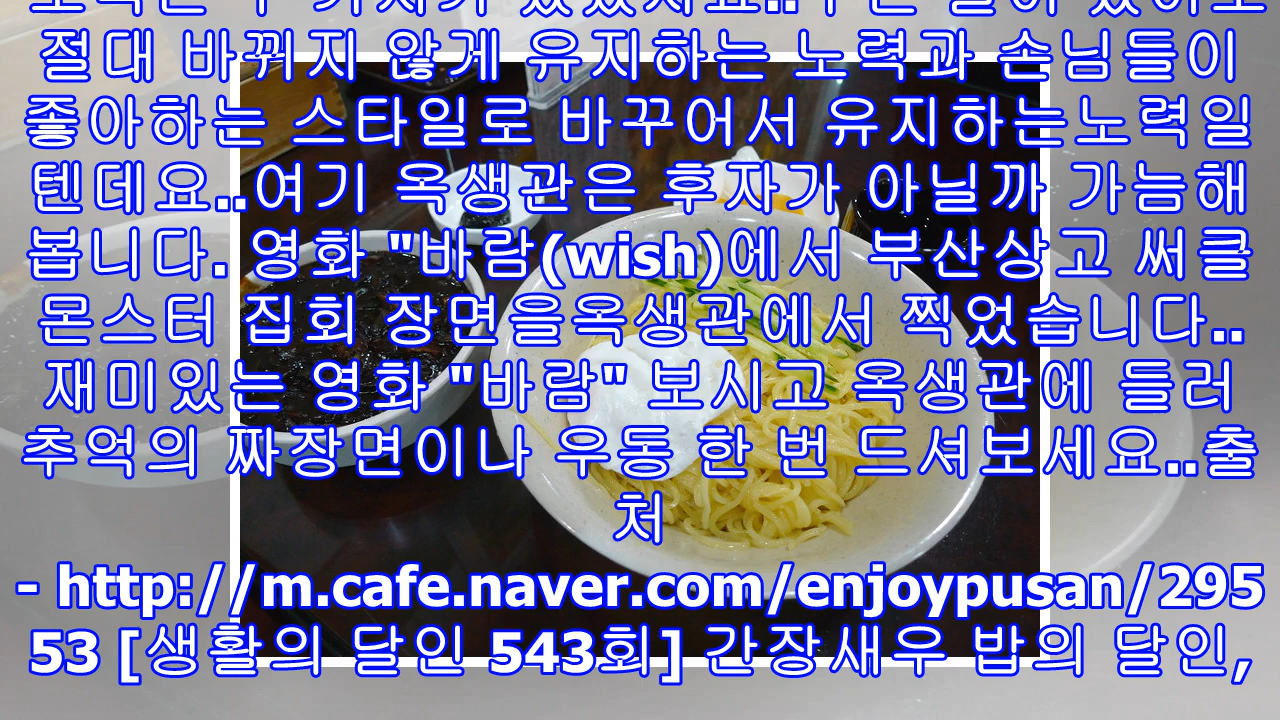 절대 바뀌지 않게 유지하는 노력과 손님들이
좋아하는 스타일로 바꾸어서 유지하는노력일
텐데요..여기 옥생관은 후자가 아닐까 가늠해
봅니다. 영화 "바람(wish)에서 부산상고 써클
몬스터 집회 장면을옥생관에서 찍었습니다..
재미있는 영화 "바람" 보시고 옥생관에 들러
추억의 짜장면이나 우동 한 번 드셔보세요..출
처
- http://m.cafe.naver.com/enjoypusan/295
53 [생활의 달인 543회] 간장새우 밥의 달인,